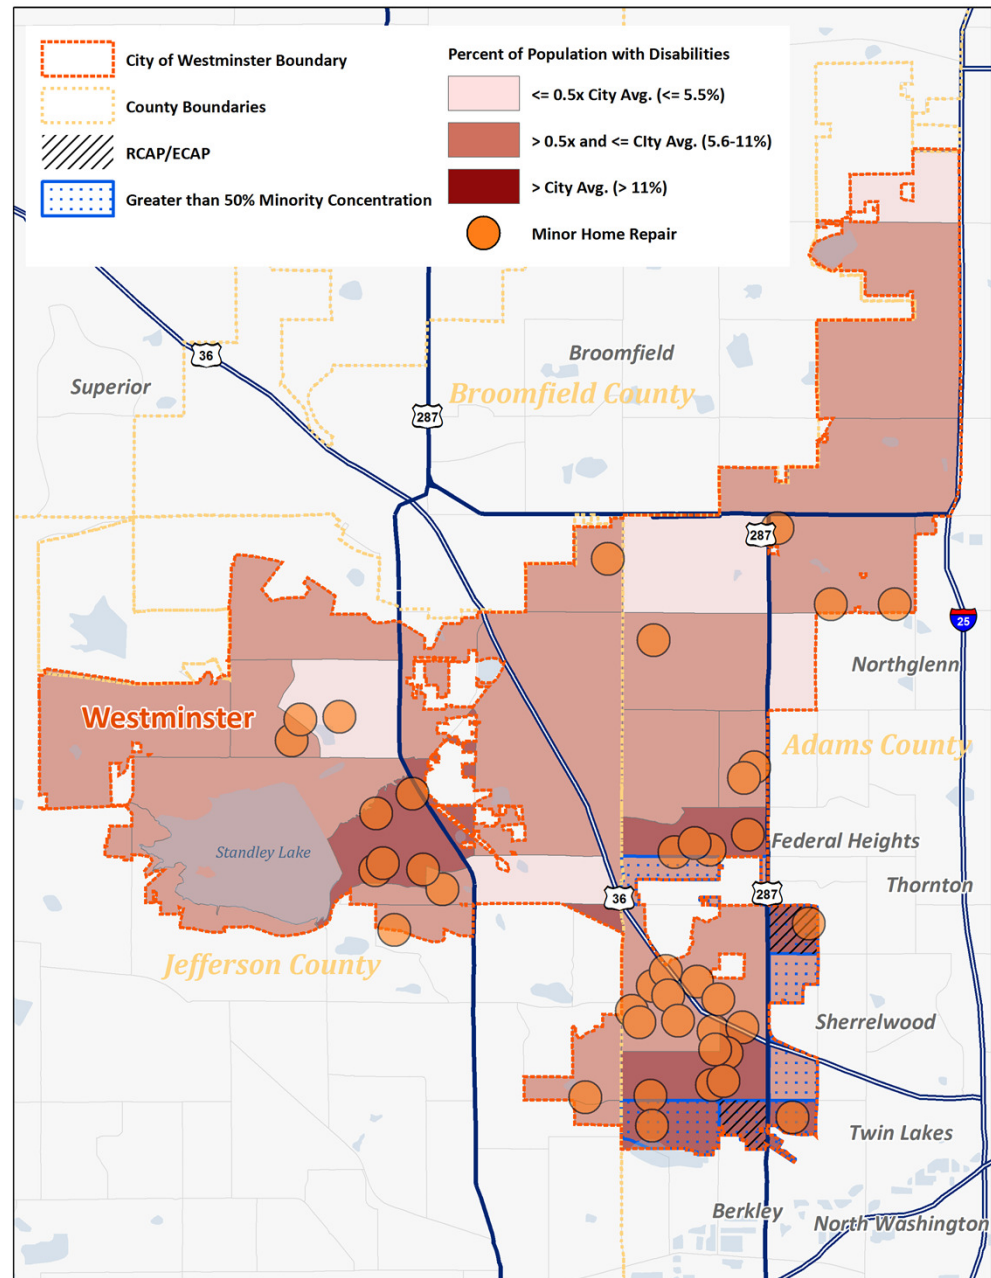 City of Westminster Boundary
County Boundaries
RCAP/ECAP
Greater than 50% Minority Concentration
Percent of Population with Disabilities
<= 0.5x City Avg. (<= 5.5%)
> 0.5x and <= CIty Avg. (5.6-11%)
> City Avg. (> 11%)
Minor Home Repair
36
Superior
Broomfield
Broomfield County
287
287
25
Northglenn
Westminster
Adams County
Standley Lake
Federal Heights
Thornton
36
287
Jefferson County
Sherrelwood
Twin Lakes
Berkley
North Washington